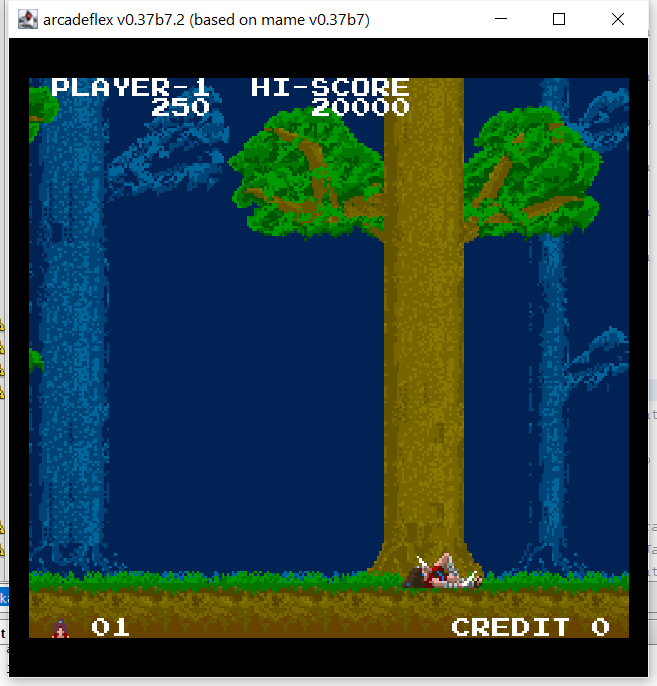 arcadeflex v0.37b7.2 (based on mame v0.37b7)
PLAYER-1 HI-SCORE
250 20000
01 CREDIT 0